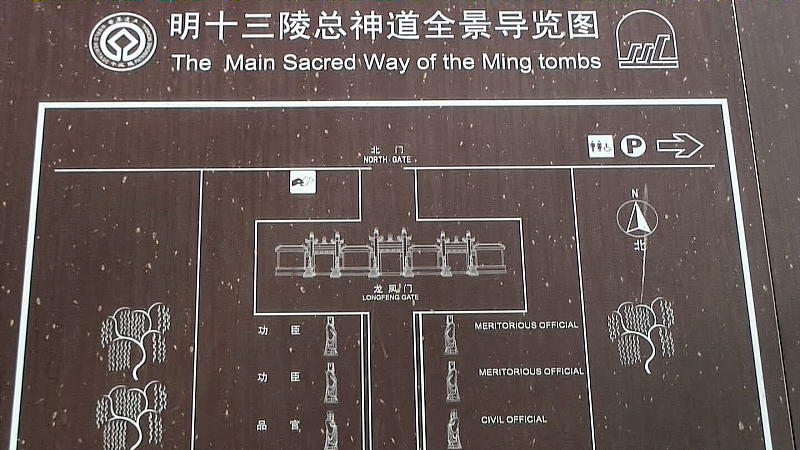 明十三陵总神道全景导览图
The Main Sacred Way of the Ming tombs
北 门
NORTH GATE
P
N
北
龙凤门
LONGFENG GATE
功 臣 MERITORIOUS OFFICIAL
功 臣 MERITORIOUS OFFICIAL
品 官 CIVIL OFFICIAL